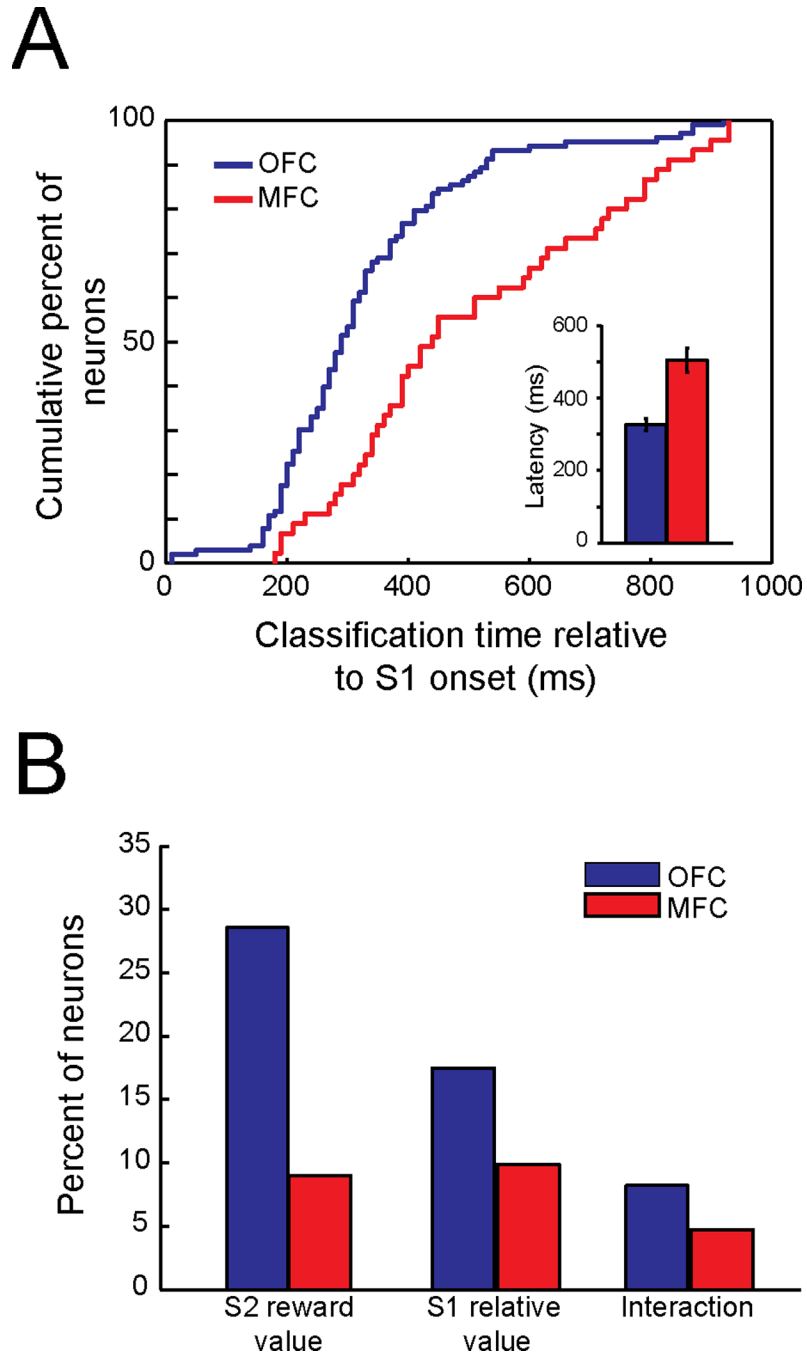 A
100
50
0
Cumulative percent of
neurons
OFC
MFC
600
400
200
0
Latency (ms)
0 200 400 600 800 1000
Classification time relative
to S1 onset (ms)
B
35
30
25
20
15
10
5
0
Percent of neurons
OFC
MFC
S2 reward
value
S1 relative
value
Interaction